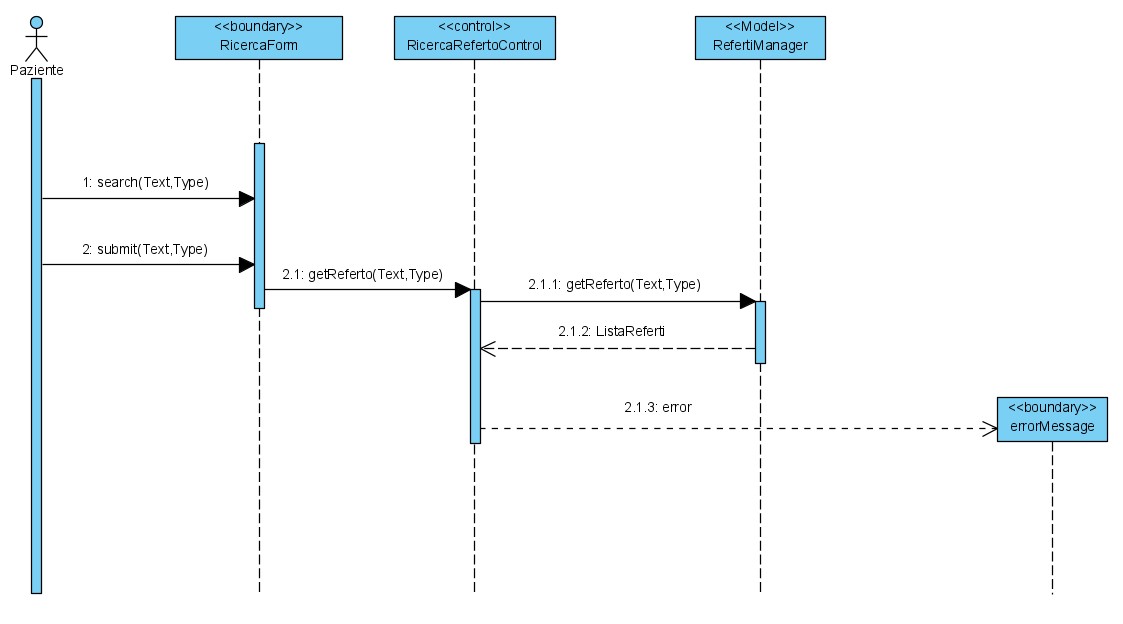 <<boundary>>
RicercaForm
<<control>>
RicercaRefertoControl
<<Model>>
RefertiManager
Paziente
1: search(Text,Type)
2: submit(Text,Type)
2.1: getReferto(Text,Type)
2.1.1: getReferto(Text,Type)
2.1.2: ListaReferti
2.1.3: error
<<boundary>>
errorMessage